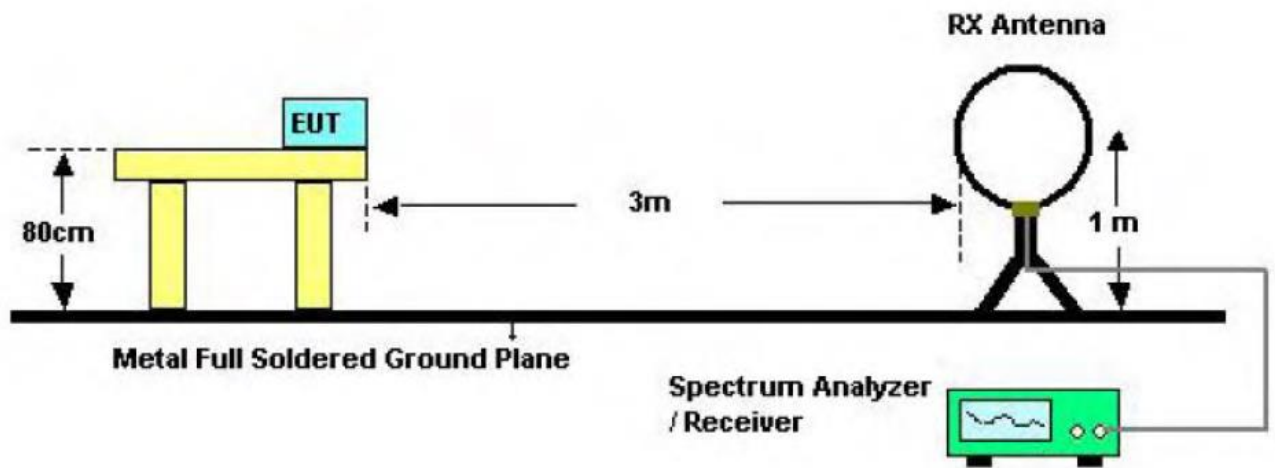 RX Antenna
EUT
80cm
3m
1 m
Metal Full Soldered Ground Plane
Spectrum Analyzer
/ Receiver